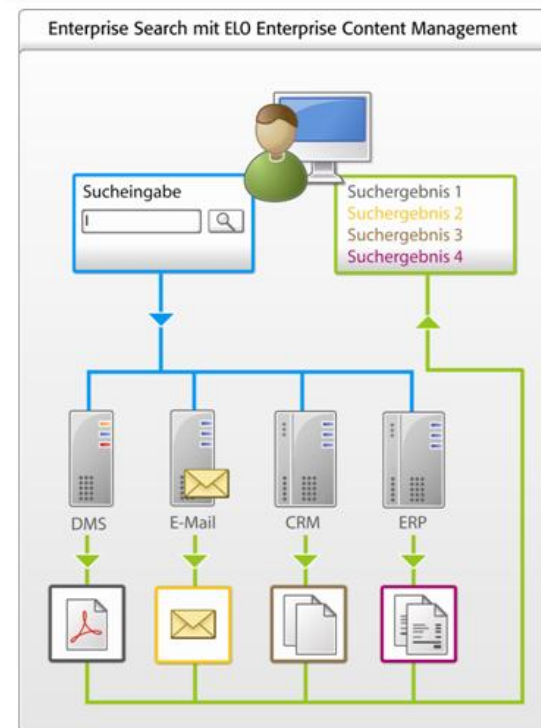 Enterprise Search mit ELO Enterprise Content Management
Sucheingabe
Suchergebnis 1
Suchergebnis 2
Suchergebnis 3
Suchergebnis 4
DMS
E-Mail
CRM
ERP